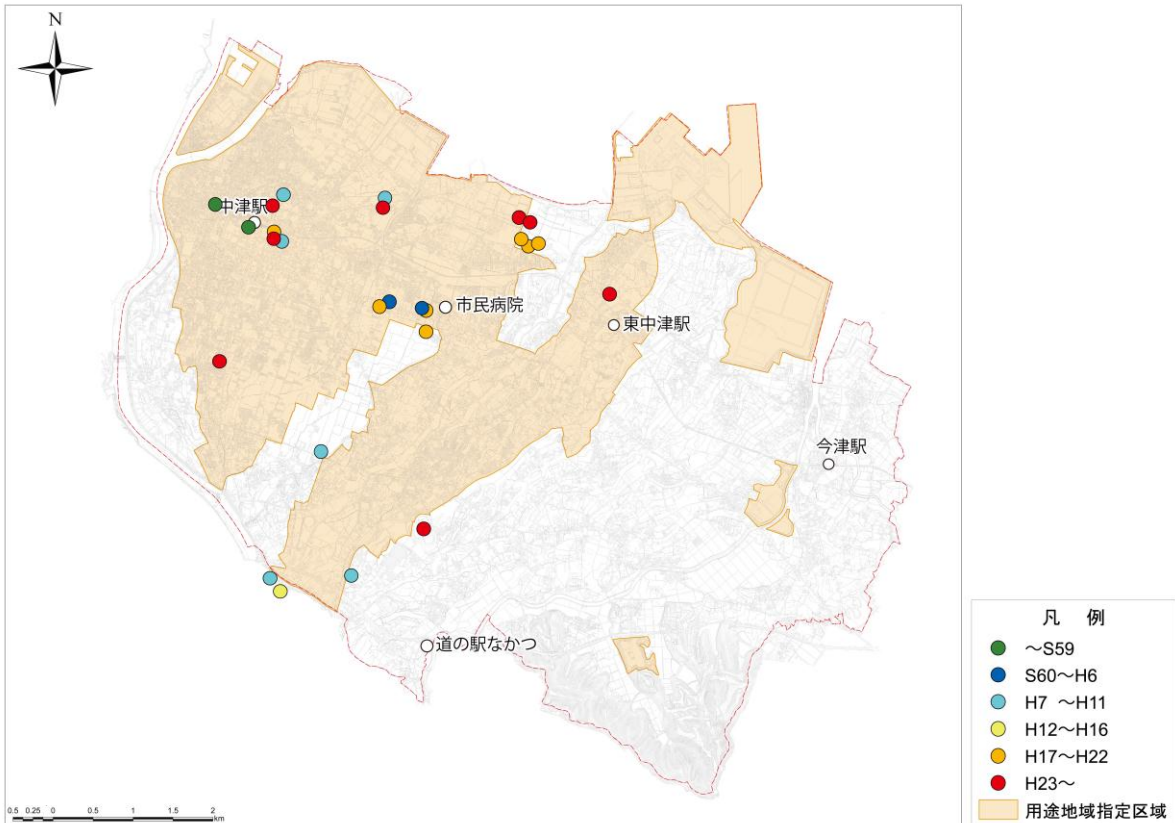 N
中津駅
市民病院
東中津駅
今津駅
道の駅なかつ
0.5 0.25 0 0.5 1 1.5 2
km
凡 例
～S59
S60～H6
H7 ～H11
H12～H16
H17～H22
H23～
用途地域指定区域